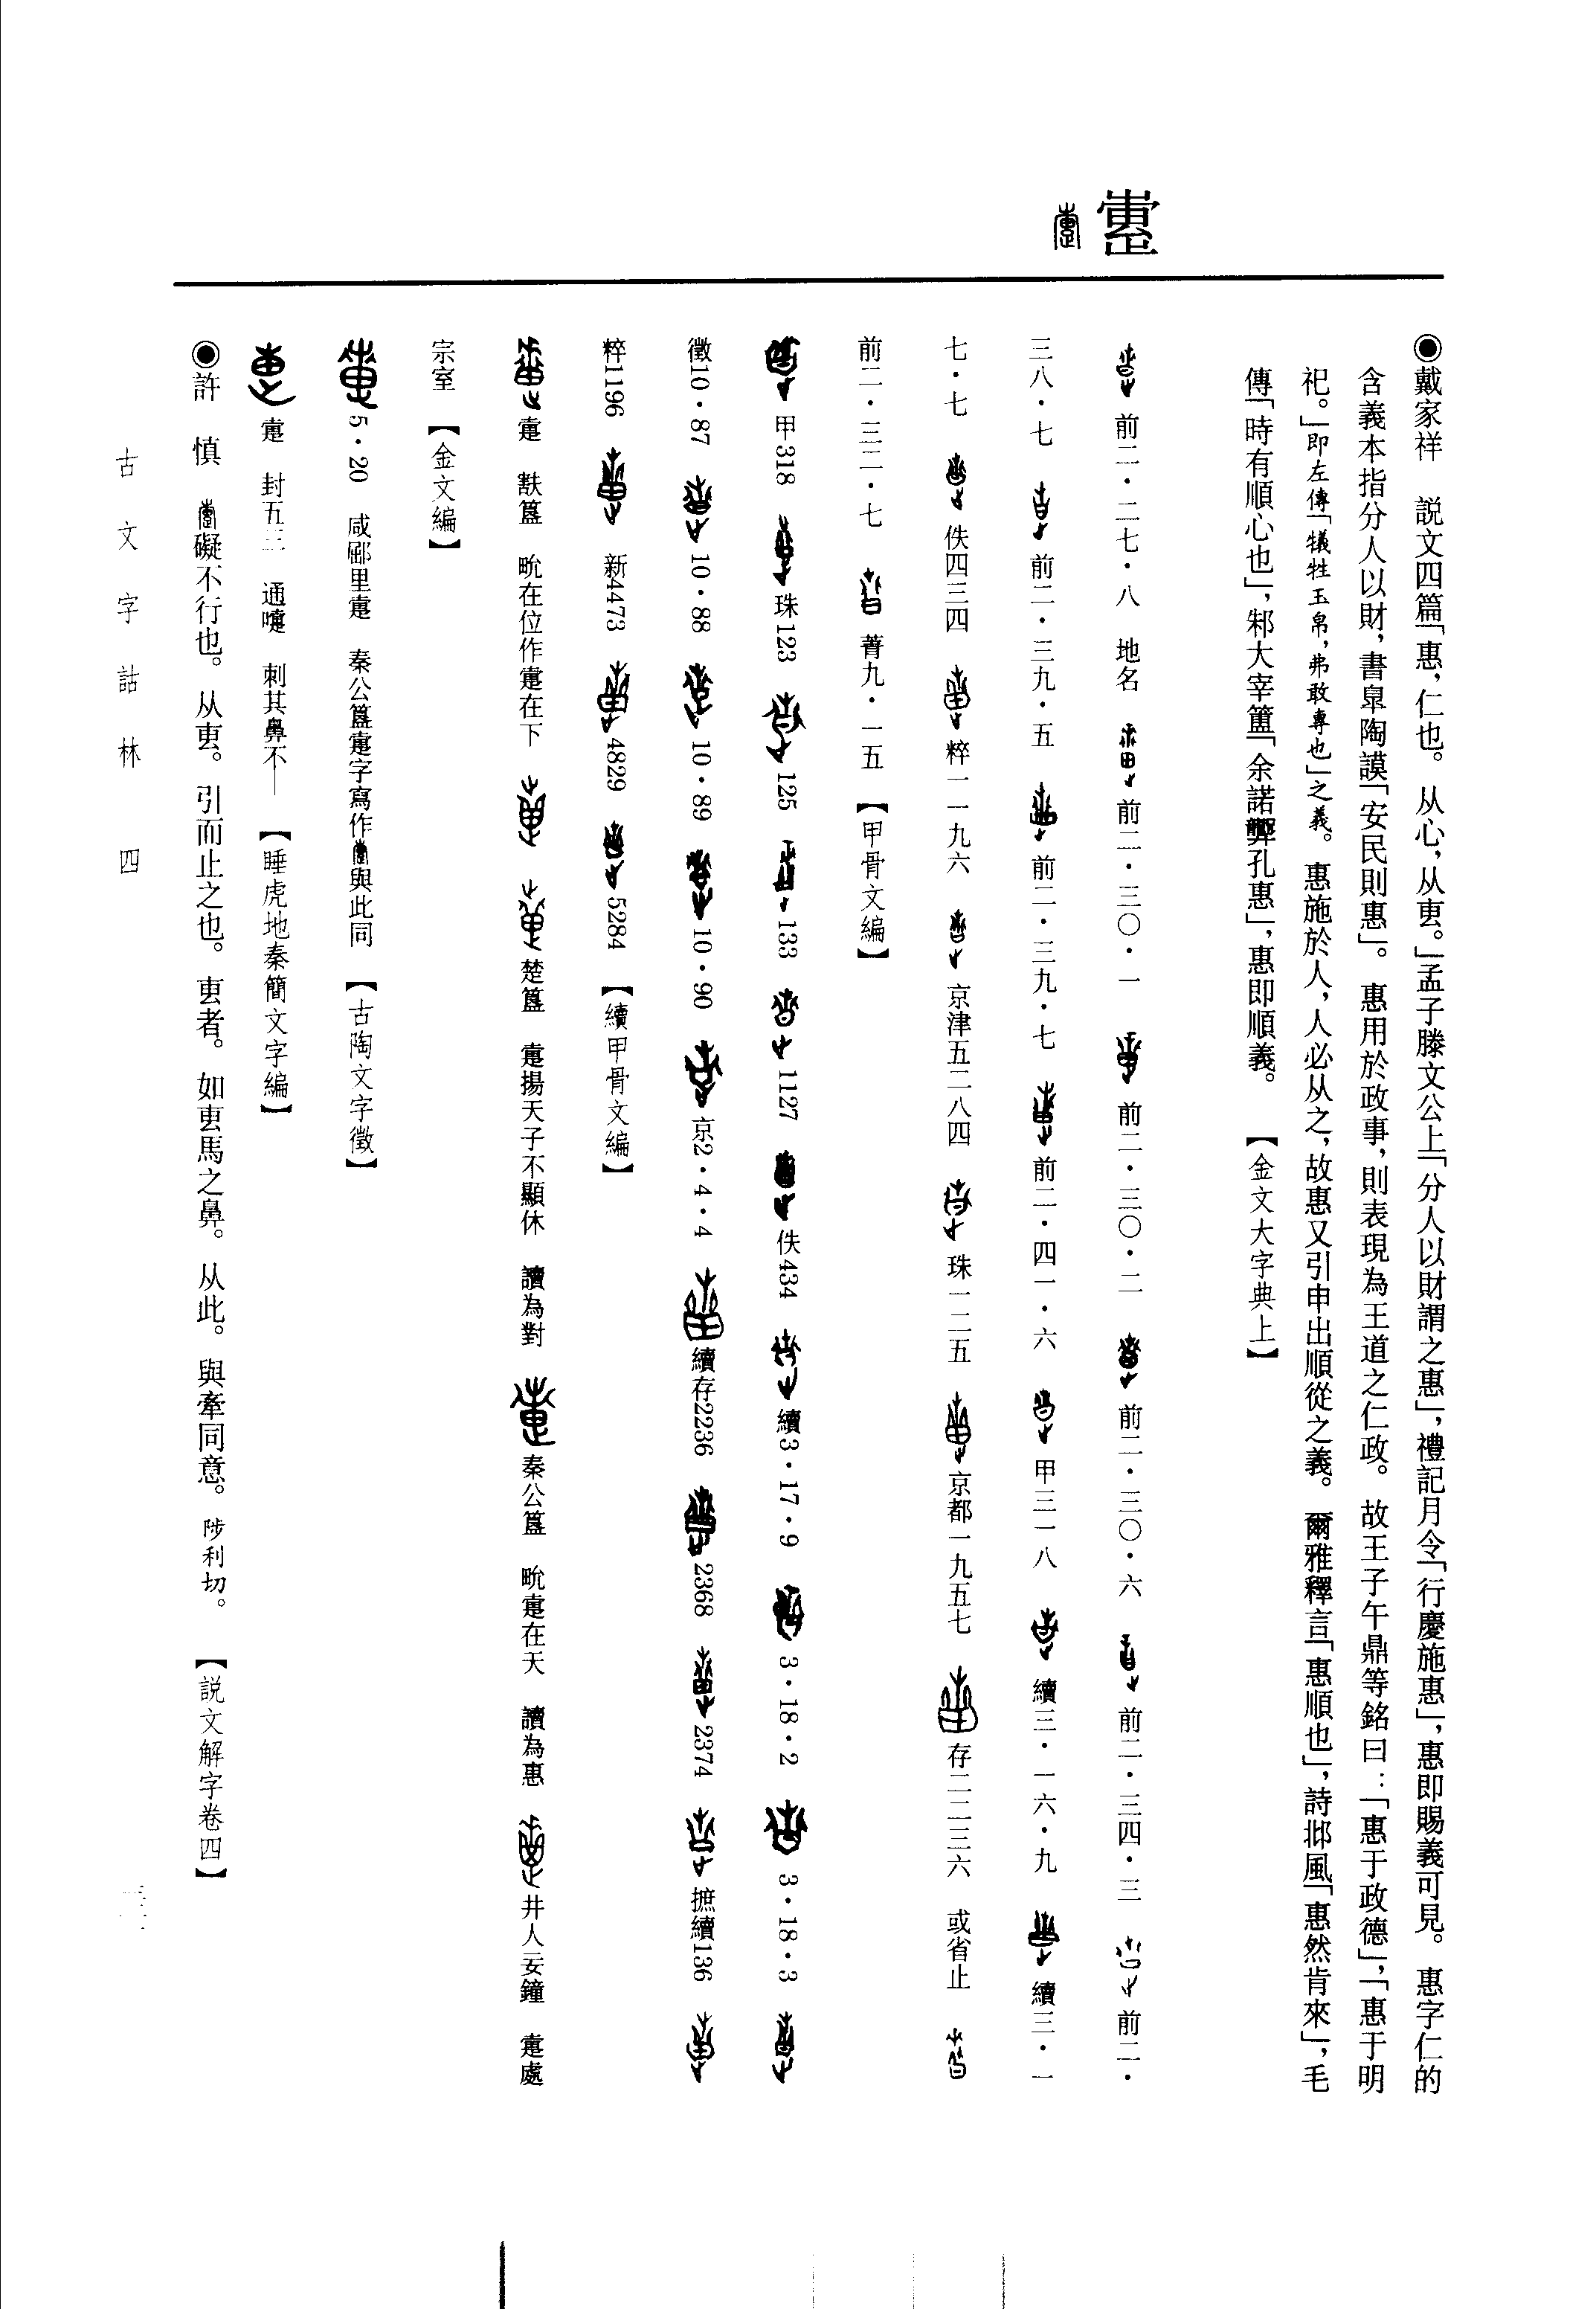 疐
◉戴家祥　説文四篇「惠，仁也。从心，从叀。」孟子滕文公上「分人以財謂之惠」，禮記月令「行慶施惠」，惠即賜義可見。惠字仁的
含義本指分人以財，書臯陶謨「安民則惠」。惠用於政事，則表現為王道之仁政。故王子午鼎等銘曰：「惠于政德」，「惠于明
祀。」即左傳「犧牲玉帛，弗敢專也」之義。惠施於人，人必从之，故惠又引申出順從之義。爾雅釋言「惠順也」，詩邶風「惠然肯來」，毛
傳「時有順心也」，邾大宰簠「余諾龏孔惠」，惠即順義。　【金文大字典上】
前二·二七·八　地名　前二·三〇·一　前二·三〇·二　前二·三〇·六　前二·三四·三　前二·
三八·七　前二·三九·五　前二·三九·七　前二·四一·六　甲三一八　續三·一六·九　續三·一
七·七　佚四三四　粹一一九六　京津五二八四　珠一二五　京都一九五七　存二二三六　或省止
前二·三二·七　菁九·一五　【甲骨文編】
甲318　珠123　125　133　1127　佚434　續3·17·9　3·18·2　3·18·3
徵10·87　10·88　10·89　10·90　京2·4·4　續存2236　2368　2374　摭續136
粹1196　新4473　4829　5284　【續甲骨文編】
疐　㝬簋　畯在位作疐在下　楚簋　疐揚天子不顯休　讀為對　秦公簋　畯疐在天　讀為惠　井人妄鐘　疐處
宗室　【金文編】
5·20　咸郿里疐　秦公簋疐字寫作與此同　【古陶文字徵】
疐　封五三　通嚏　刺其鼻不──　【睡虎地秦簡文字編】
◉許　慎　礙不行也。从叀。引而止之也。叀者。如叀馬之鼻。从此。與牽同意。陟利切。　【説文解字卷四】
古文字詁林　四